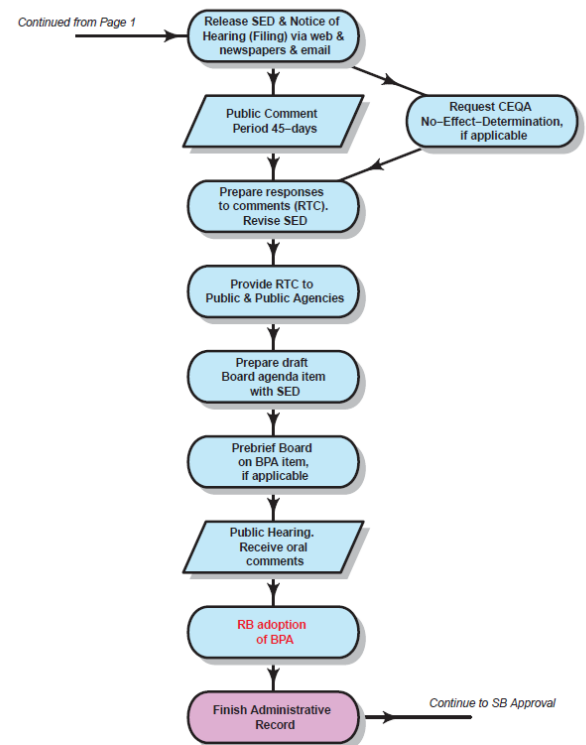 Continued from Page 1
Release SED & Notice of
Hearing (Filing) via web &
newspapers & email
Public Comment
Period 45–days
Request CEQA
No–Effect–Determination,
if applicable
Prepare responses
to comments (RTC).
Revise SED
Provide RTC to
Public & Public Agencies
Prepare draft
Board agenda item
with SED
Prebrief Board
on BPA item,
if applicable
Public Hearing.
Receive oral
comments
RB adoption
of BPA
Finish Administrative
Record
Continue to SB Approval